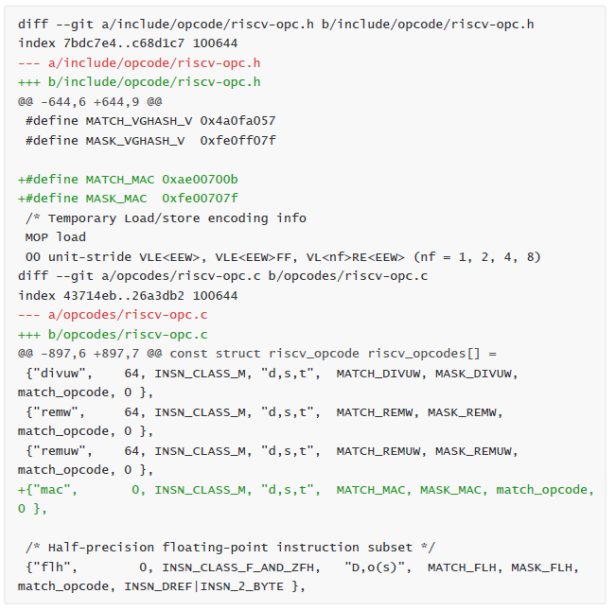 diff --git a/include/opcode/riscv-opc.h b/include/opcode/riscv-opc.h
index 7bdc7e4..c68d1c7 100644
--- a/include/opcode/riscv-opc.h
+++ b/include/opcode/riscv-opc.h
@@ -644,6 +644,9 @@
 #define MATCH_VGHASH_V 0x4a0fa057
 #define MASK_VGHASH_V  0xfe0ff07f

+#define MATCH_MAC 0xae00700b
+#define MASK_MAC  0xfe00707f
 /* Temporary Load/store encoding info
 MOP load
 00 unit-stride VLE<EEW>, VLE<EEW>FF, VL<nf>RE<EEW> (nf = 1, 2, 4, 8)
diff --git a/opcodes/riscv-opc.c b/opcodes/riscv-opc.c
index 43714eb..26a3db2 100644
--- a/opcodes/riscv-opc.c
+++ b/opcodes/riscv-opc.c
@@ -897,6 +897,7 @@ const struct riscv_opcode riscv_opcodes[] =
 {"divuw",    64, INSN_CLASS_M, "d,s,t",  MATCH_DIVUW, MASK_DIVUW,
match_opcode, 0 },
 {"remw",     64, INSN_CLASS_M, "d,s,t",  MATCH_REMW, MASK_REMW,
match_opcode, 0 },
 {"remuw",    64, INSN_CLASS_M, "d,s,t",  MATCH_REMUW, MASK_REMUW,
match_opcode, 0 },
+{"mac",       0, INSN_CLASS_M, "d,s,t",  MATCH_MAC, MASK_MAC, match_opcode,
0 },

 /* Half-precision floating-point instruction subset */
 {"flh",        0, INSN_CLASS_F_AND_ZFH,   "D,o(s)",  MATCH_FLH, MASK_FLH,
match_opcode, INSN_DREF|INSN_2_BYTE },